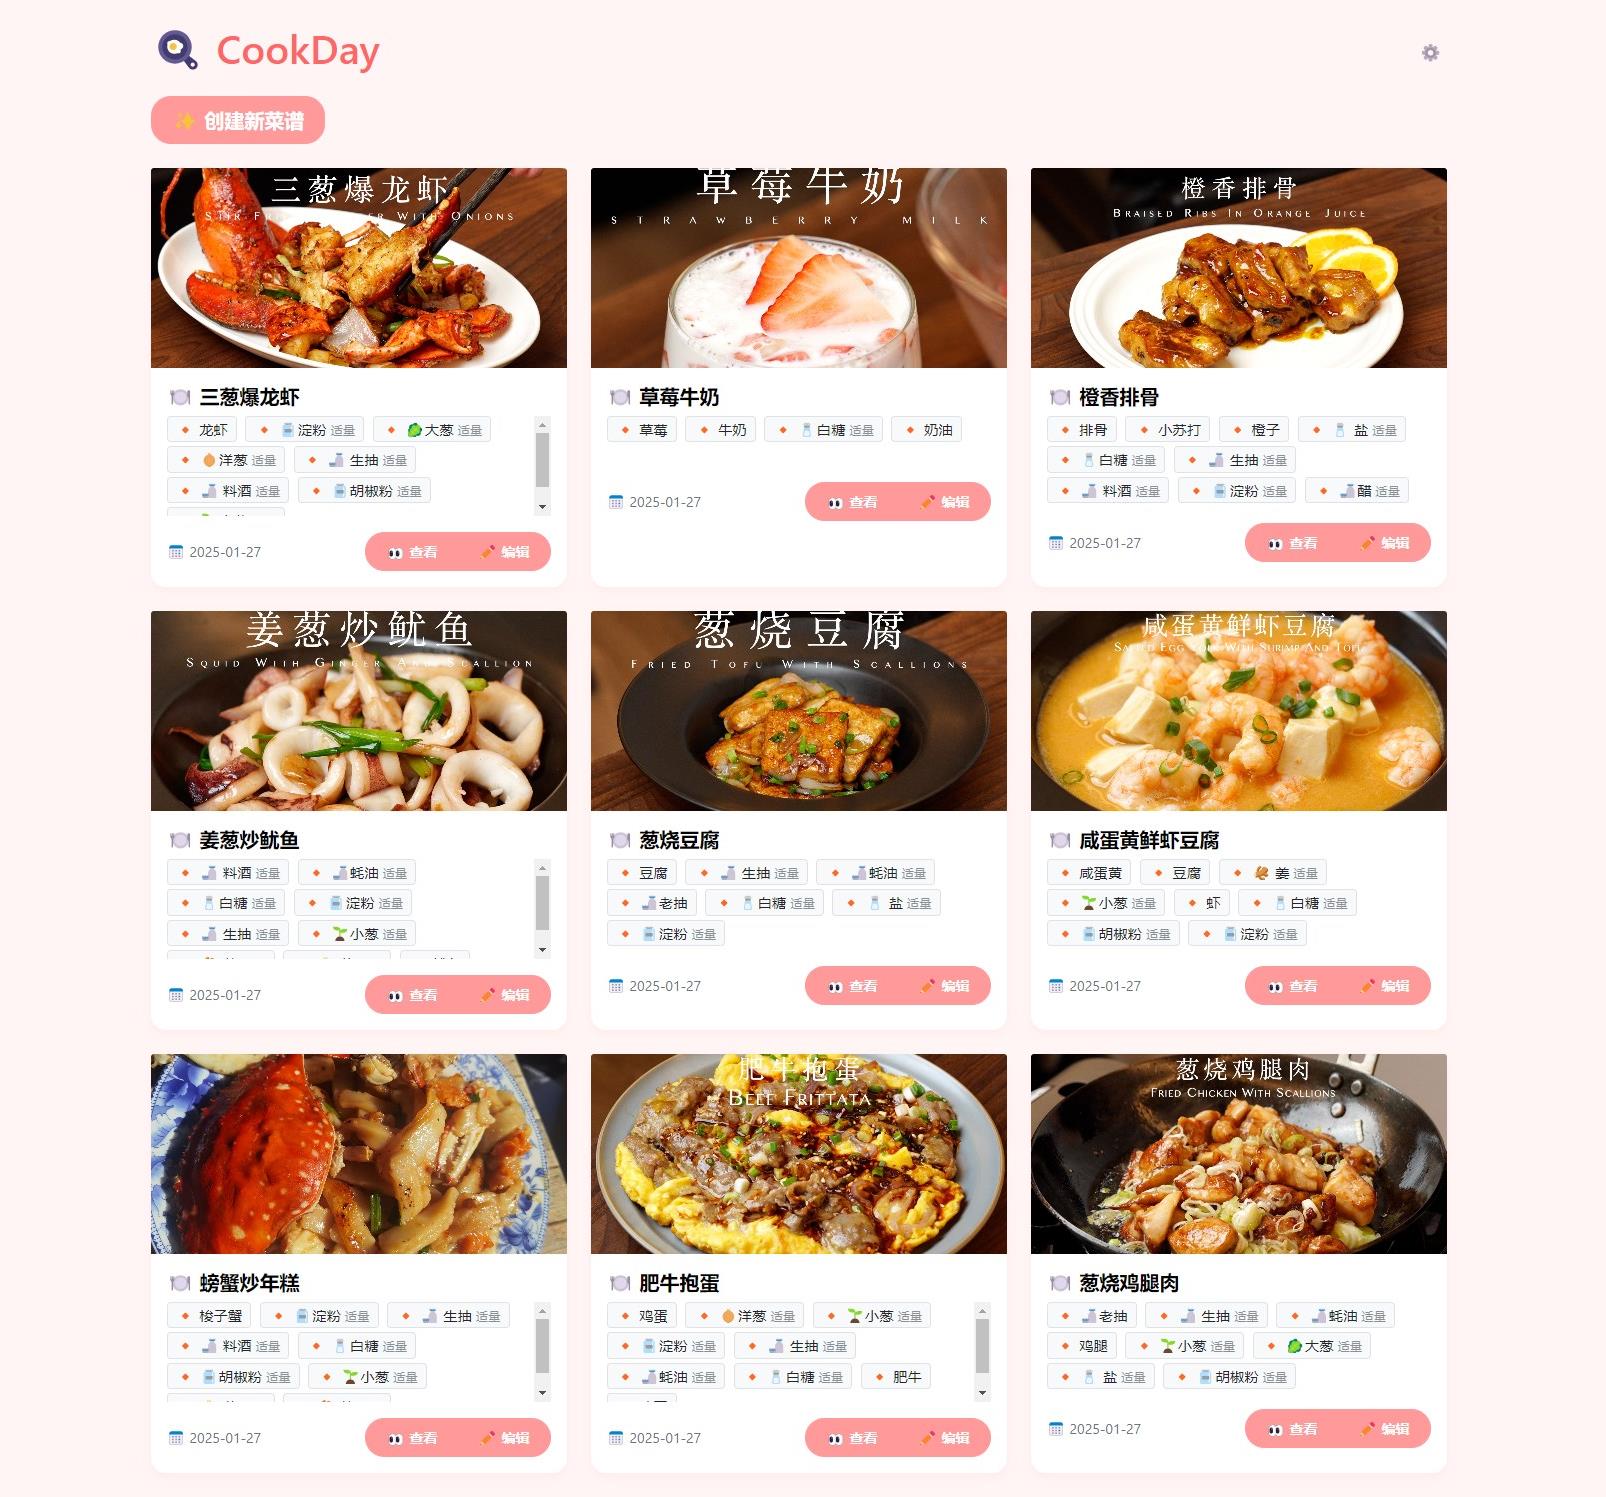 CookDay
创建新菜谱
三葱爆龙虾
草莓牛奶
STRAWBERRY MILK
橙香排骨
BRAISED RIBS IN ORANGE JUICE
三葱爆龙虾
龙虾 淀粉 适量 大葱 适量
洋葱 适量 生抽 适量
料酒 适量 胡椒粉 适量
2025-01-27 查看 编辑
草莓牛奶
草莓 牛奶 白糖 适量 奶油
2025-01-27 查看 编辑
橙香排骨
排骨 小苏打 橙子 盐 适量
白糖 适量 生抽 适量
料酒 适量 淀粉 适量 醋 适量
2025-01-27 查看 编辑
姜葱炒鱿鱼
SQUID WITH GINGER AND SCALLION
葱烧豆腐
FRIED TOFU WITH SCALLIONS
咸蛋黄鲜虾豆腐
姜葱炒鱿鱼
料酒 适量 蚝油 适量
白糖 适量 淀粉 适量
生抽 适量 小葱 适量
2025-01-27 查看 编辑
葱烧豆腐
豆腐 生抽 适量 蚝油 适量
老抽 白糖 适量 盐 适量
淀粉 适量
2025-01-27 查看 编辑
咸蛋黄鲜虾豆腐
咸蛋黄 豆腐 姜 适量
小葱 适量 虾 白糖 适量
胡椒粉 适量 淀粉 适量
2025-01-27 查看 编辑
肥牛抱蛋
BEEF FRITTATA
葱烧鸡腿肉
FRIED CHICKEN WITH SCALLIONS
螃蟹炒年糕
梭子蟹 淀粉 适量 生抽 适量
料酒 适量 白糖 适量
胡椒粉 适量 小葱 适量
2025-01-27 查看 编辑
肥牛抱蛋
鸡蛋 洋葱 适量 小葱 适量
淀粉 适量 生抽 适量
蚝油 适量 白糖 适量 肥牛
2025-01-27 查看 编辑
葱烧鸡腿肉
老抽 生抽 适量 蚝油 适量
鸡腿 小葱 适量 大葱 适量
盐 适量 胡椒粉 适量
2025-01-27 查看 编辑